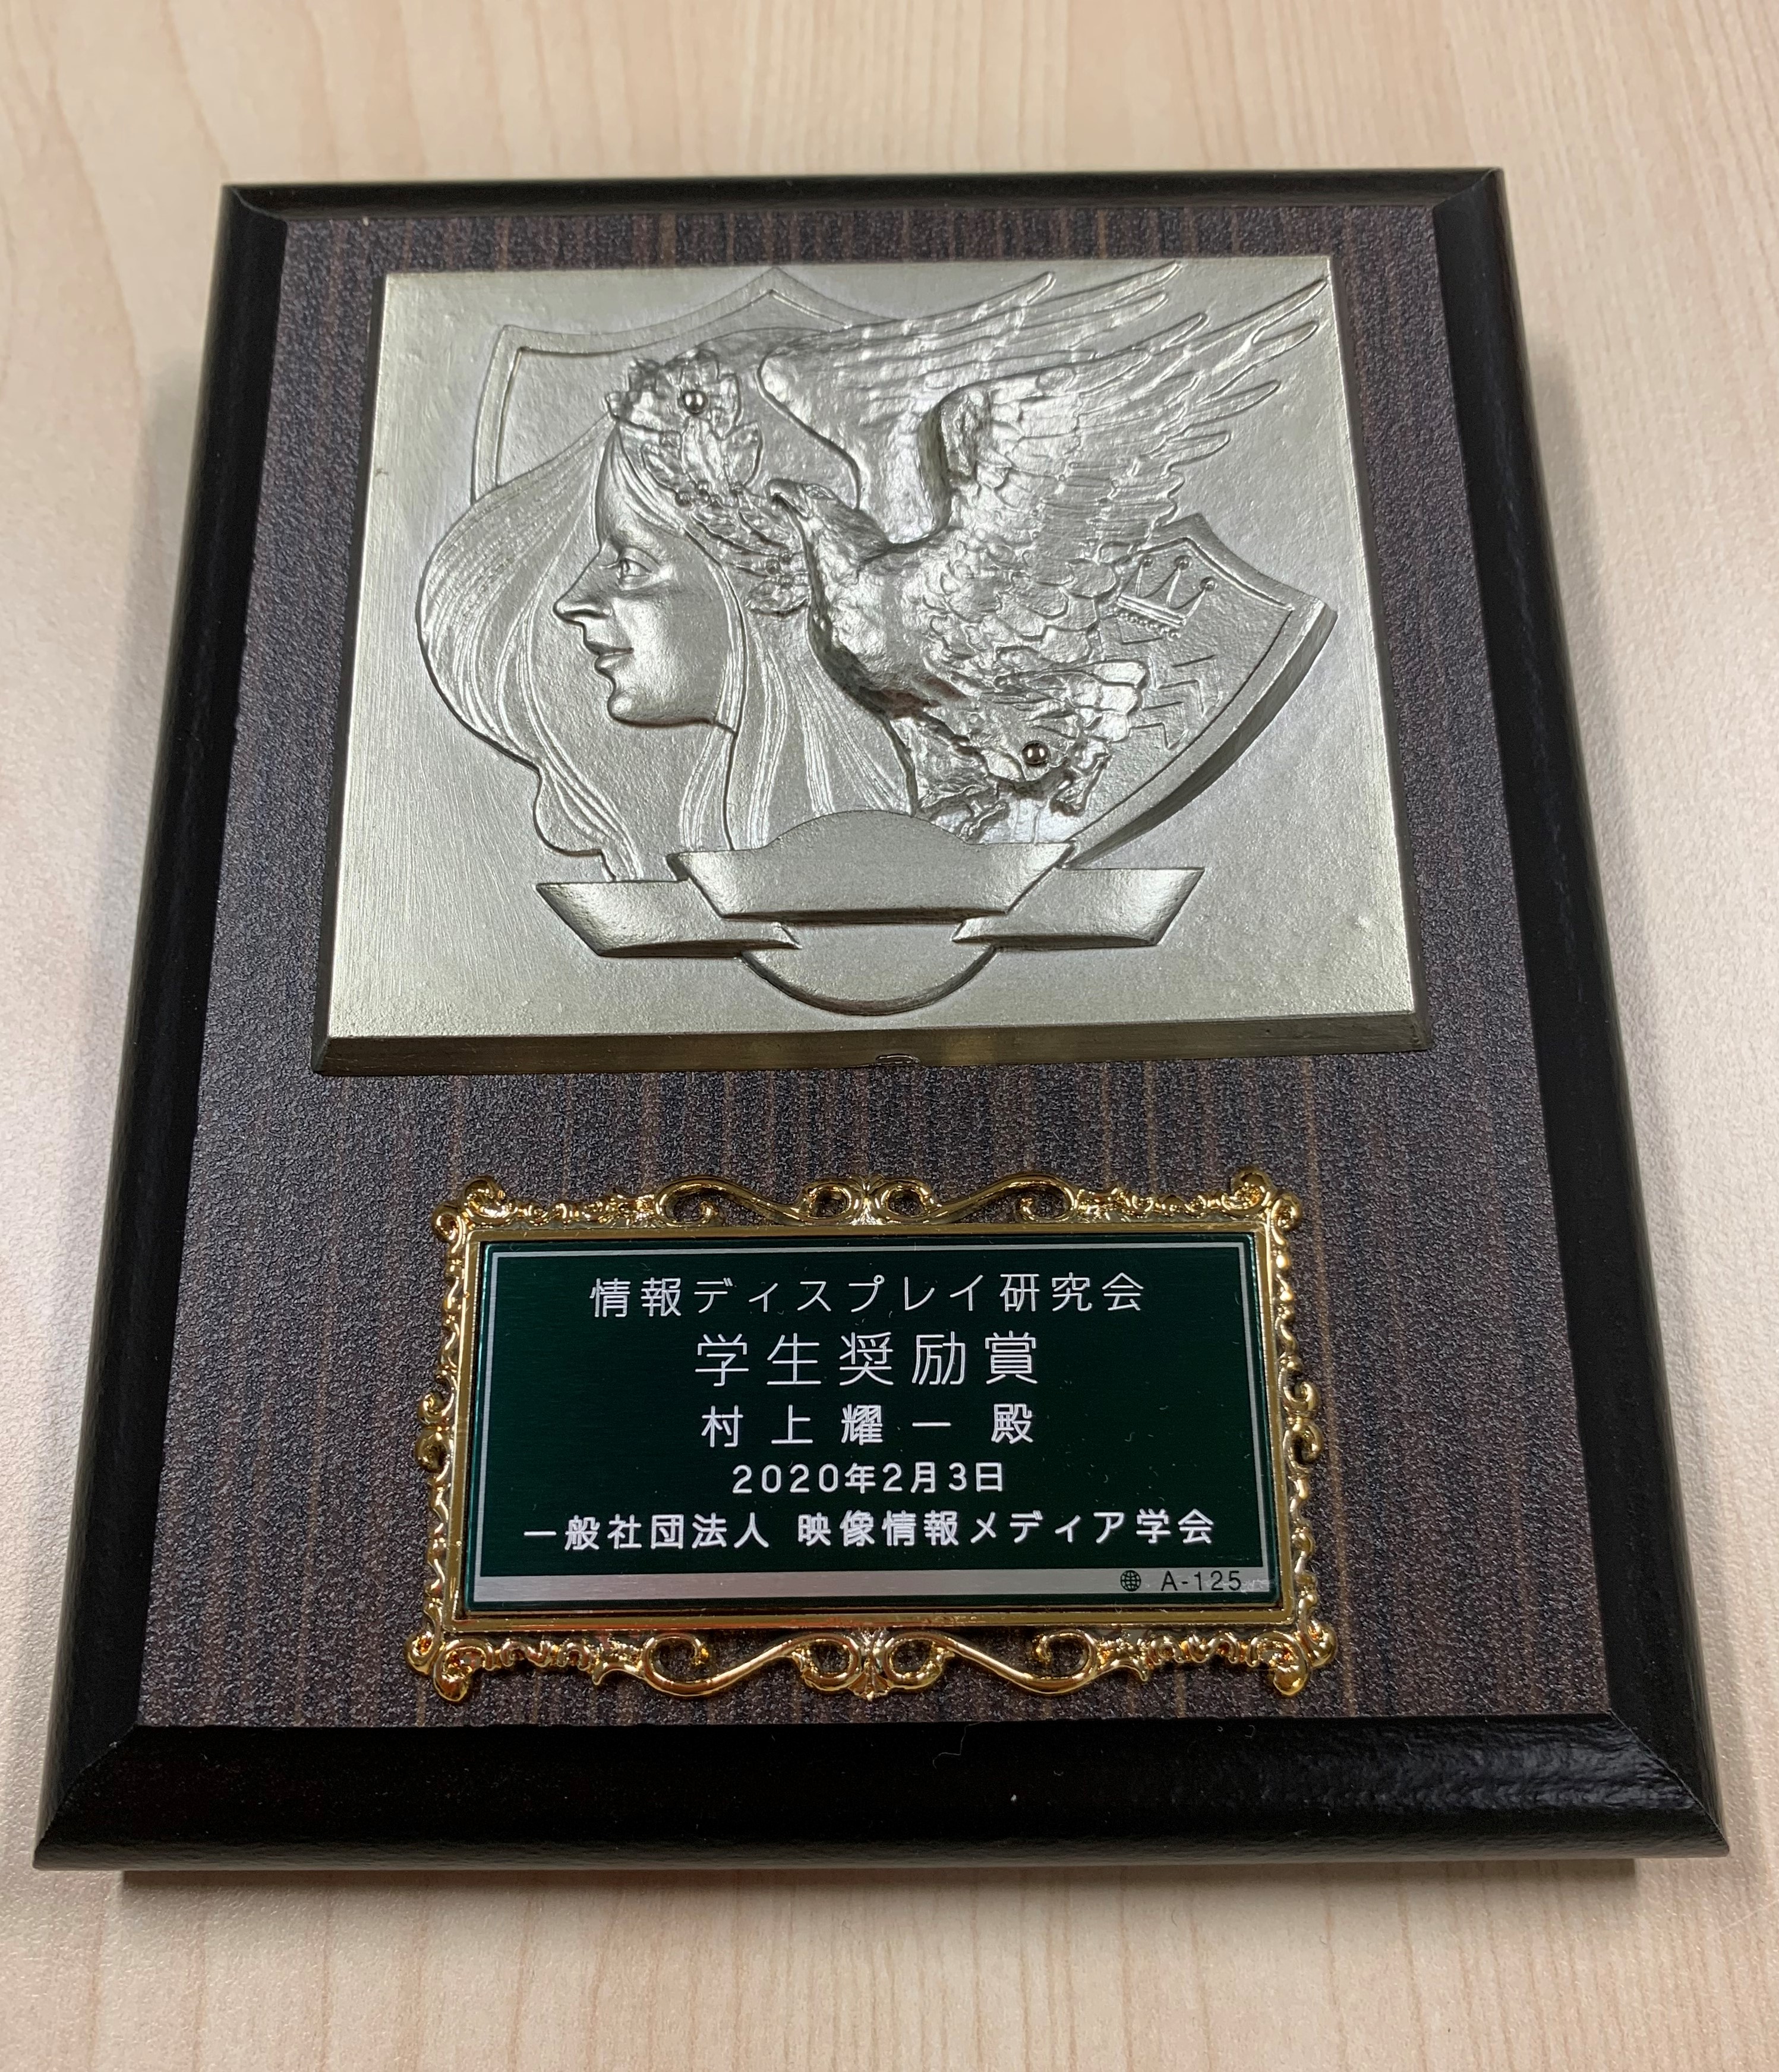 情報ディスプレイ研究会
学生奨励賞
村上耀一 殿
2020年2月3日
一般社団法人 映像情報メディア学会
A-125